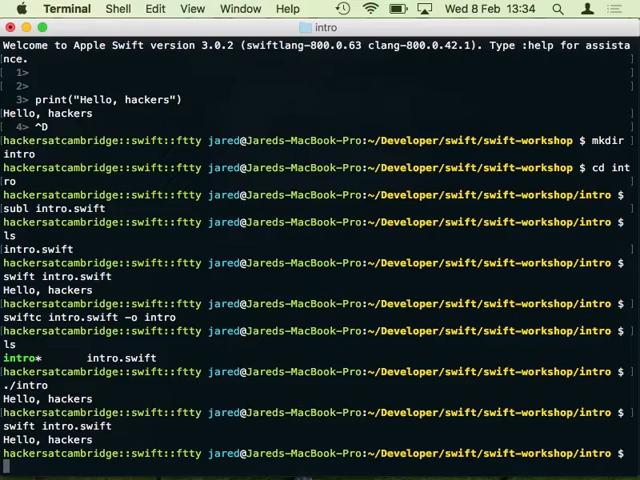 Terminal Shell Edit View Window Help Wed 8 Feb 13:34
intro
Welcome to Apple Swift version 3.0.2 (swiftlang-800.0.63 clang-800.0.42.1). Type :help for assista
nce.
1>
2>
3> print("Hello, hackers")
Hello, hackers
4> ^D
hackersatcambridge::swift::ftty jared@Jareds-MacBook-Pro:~/Developer/swift/swift-workshop $ mkdir
intro
hackersatcambridge::swift::ftty jared@Jareds-MacBook-Pro:~/Developer/swift/swift-workshop $ cd int
ro
hackersatcambridge::swift::ftty jared@Jareds-MacBook-Pro:~/Developer/swift/swift-workshop/intro $
subl intro.swift
hackersatcambridge::swift::ftty jared@Jareds-MacBook-Pro:~/Developer/swift/swift-workshop/intro $
ls
intro.swift
hackersatcambridge::swift::ftty jared@Jareds-MacBook-Pro:~/Developer/swift/swift-workshop/intro $
swift intro.swift
Hello, hackers
hackersatcambridge::swift::ftty jared@Jareds-MacBook-Pro:~/Developer/swift/swift-workshop/intro $
swiftc intro.swift -o intro
hackersatcambridge::swift::ftty jared@Jareds-MacBook-Pro:~/Developer/swift/swift-workshop/intro $
ls
intro* intro.swift
hackersatcambridge::swift::ftty jared@Jareds-MacBook-Pro:~/Developer/swift/swift-workshop/intro $
./intro
Hello, hackers
hackersatcambridge::swift::ftty jared@Jareds-MacBook-Pro:~/Developer/swift/swift-workshop/intro $
swift intro.swift
Hello, hackers
hackersatcambridge::swift::ftty jared@Jareds-MacBook-Pro:~/Developer/swift/swift-workshop/intro $